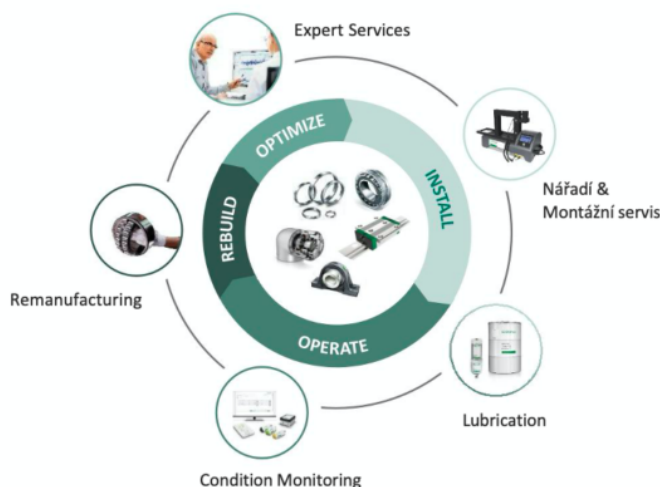 Expert Services
OPTIMIZE
INSTALL
Nářadí &
Montážní servis
REBUILD
Remanufacturing
OPERATE
Lubrication
Condition Monitoring